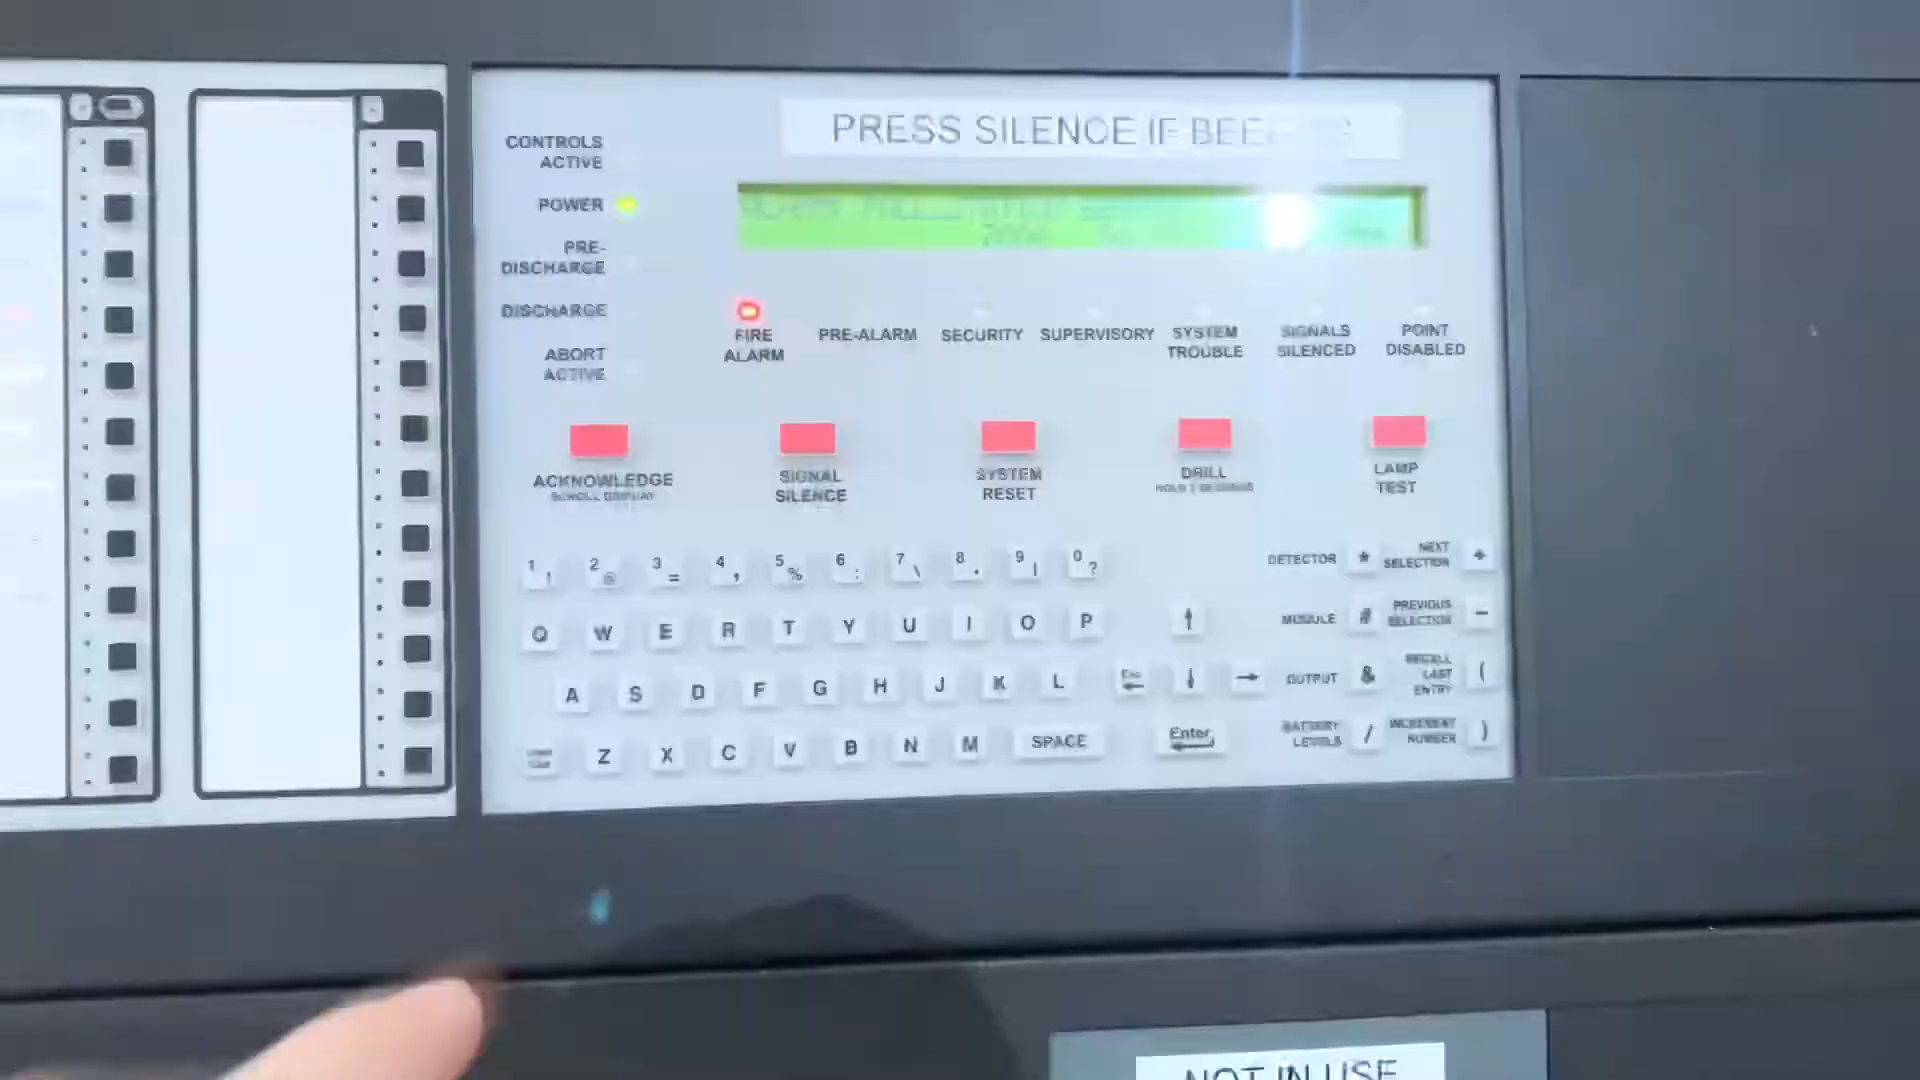 PRESS SILENCE IF
CONTROLS
ACTIVE
POWER
PRE-
DISCHARGE
DISCHARGE
ABORT
ACTIVE
FIRE
ALARM
PRE-ALARM
SECURITY
SUPERVISORY
SYSTEM
TROUBLE
SIGNALS
SILENCED
POINT
DISABLED
ACKNOWLEDGE
SCROLL DISPLAY
SIGNAL
SILENCE
SYSTEM
RESET
DRILL
HOLD 2 SECONDS
LAMP
TEST
1 ! 2 @ 3 = 4 , 5 % 6 : 7 \ 8 . 9 | 0 ?
DETECTOR *
NEXT
SELECTION +
Q W E R T Y U I O P ↑
MODULE #
PREVIOUS
SELECTION −
A S D F G H J K L Esc ← ↓ →
OUTPUT &
RECALL
LAST
ENTRY (
Z X C V B N M SPACE Enter
BATTERY
LEVELS /
INCREMENT
NUMBER )
NOT IN USE